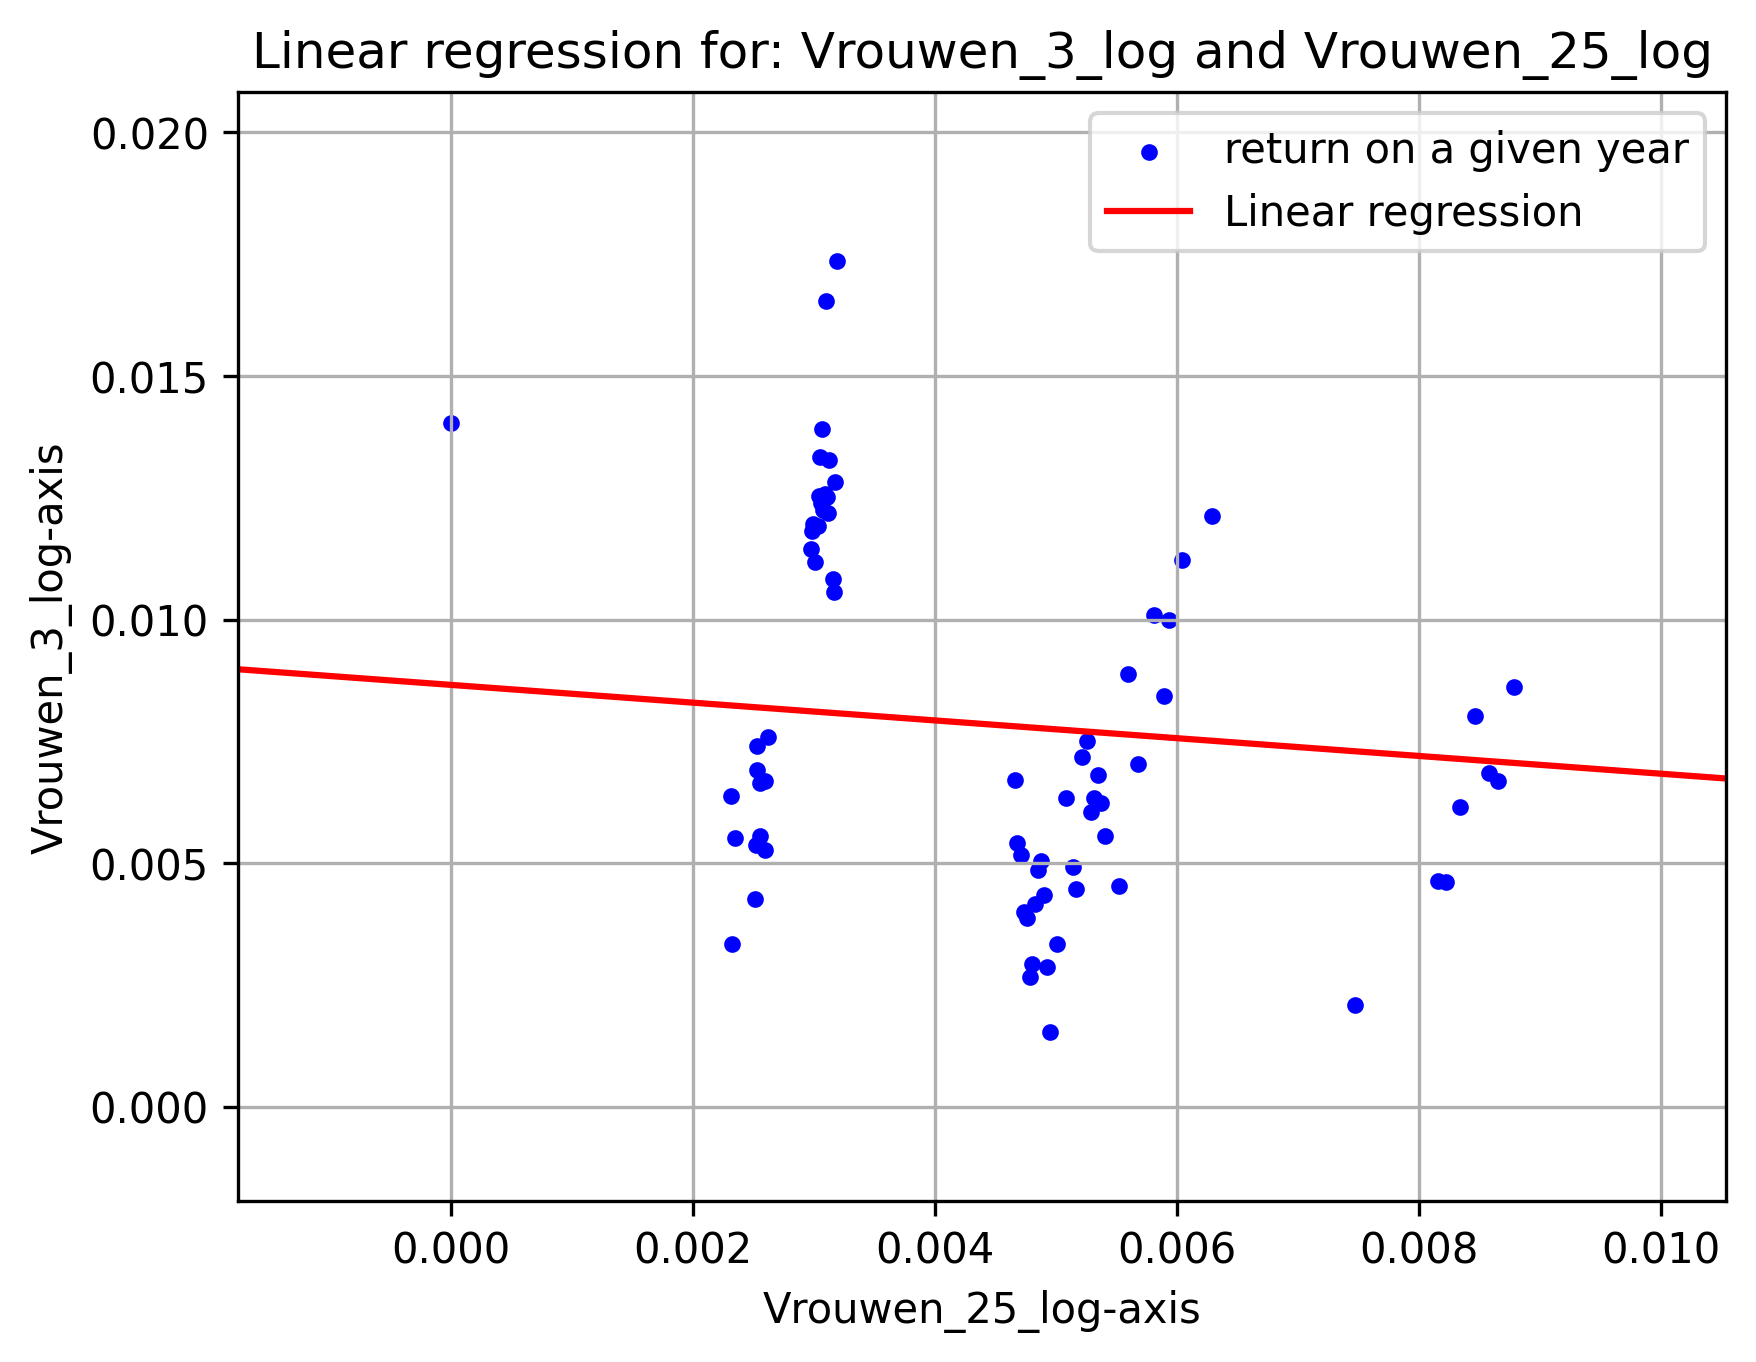 Linear regression for: Vrouwen_3_log and Vrouwen_25_log
return on a given year
Linear regression
0.020
0.015
0.010
0.005
0.000
Vrouwen_3_log-axis
0.000 0.002 0.004 0.006 0.008 0.010
Vrouwen_25_log-axis